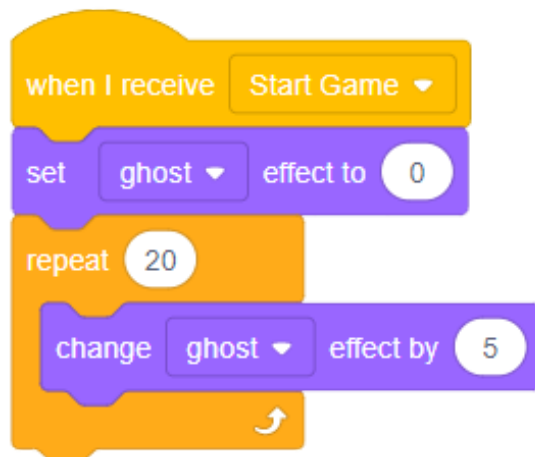 when I receive Start Game
set ghost effect to 0
repeat 20
change ghost effect by 5